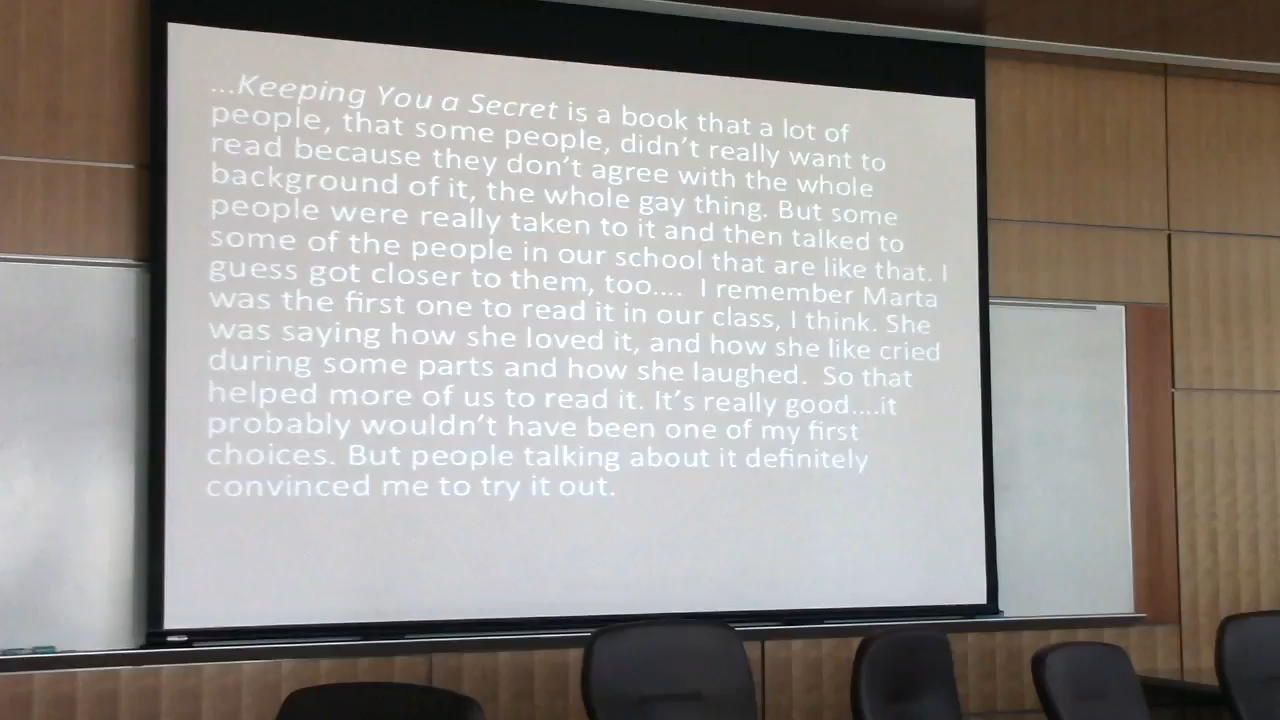 ...Keeping You a Secret is a book that a lot of
people, that some people, didn't really want to
read because they don't agree with the whole
background of it, the whole gay thing. But some
people were really taken to it and then talked to
some of the people in our school that are like that. I
guess got closer to them, too.... I remember Marta
was the first one to read it in our class, I think. She
was saying how she loved it, and how she like cried
during some parts and how she laughed. So that
helped more of us to read it. It's really good....it
probably wouldn't have been one of my first
choices. But people talking about it definitely
convinced me to try it out.